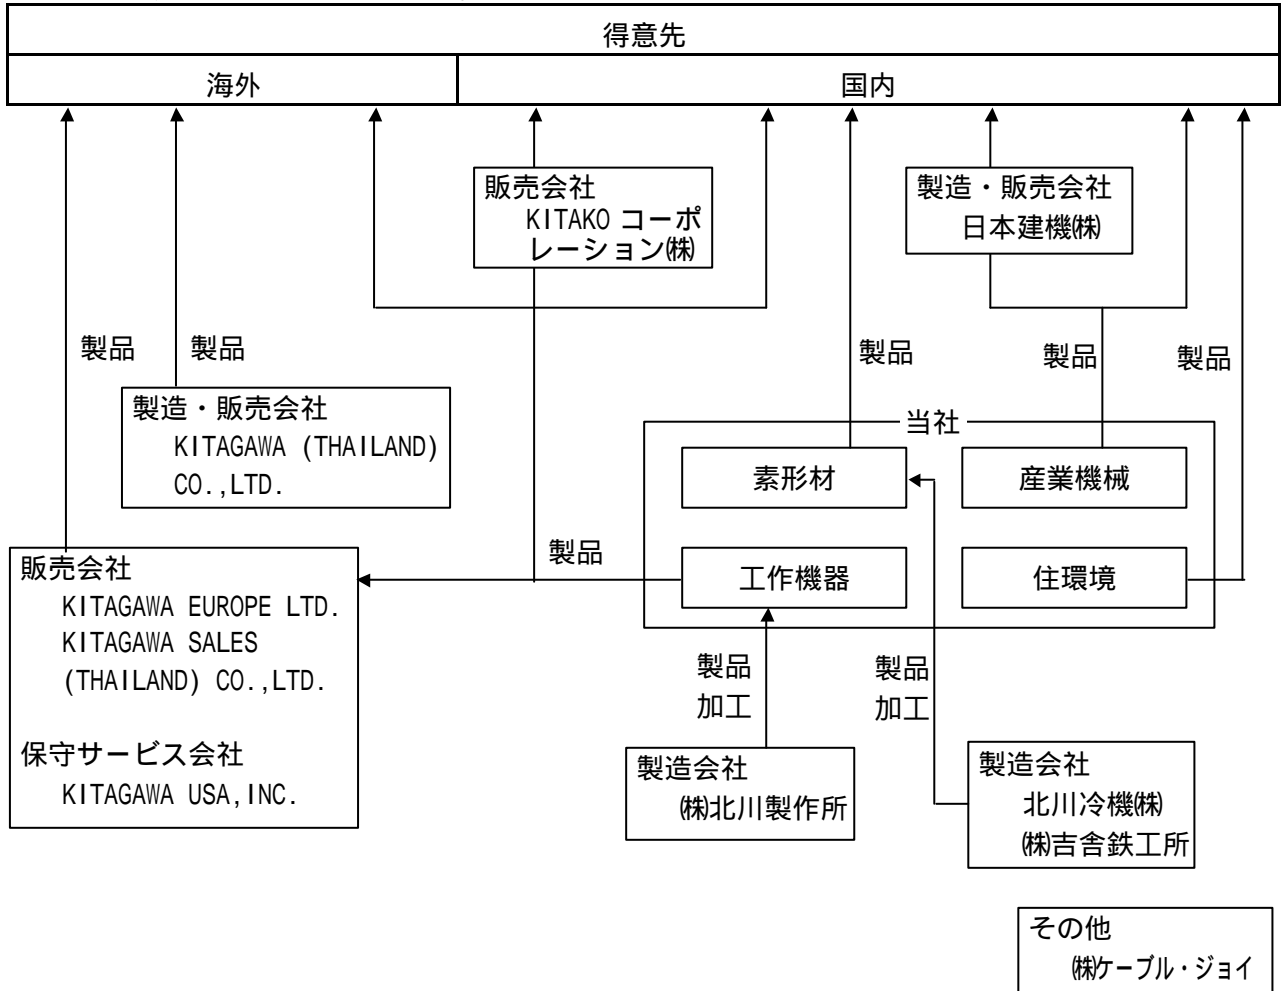 得意先
海外
国内
販売会社
KITAKO コーポ
レーション㈱
製造・販売会社
日本建機㈱
製品
製品
製品
製品
製品
製造・販売会社
KITAGAWA (THAILAND)
CO.,LTD.
当社
素形材
産業機械
製品
工作機器
住環境
販売会社
KITAGAWA EUROPE LTD.
KITAGAWA SALES
(THAILAND) CO.,LTD.
保守サービス会社
KITAGAWA USA,INC.
製品
加工
製品
加工
製造会社
㈱北川製作所
製造会社
北川冷機㈱
㈱吉舎鉄工所
その他
㈱ケーブル・ジョイ